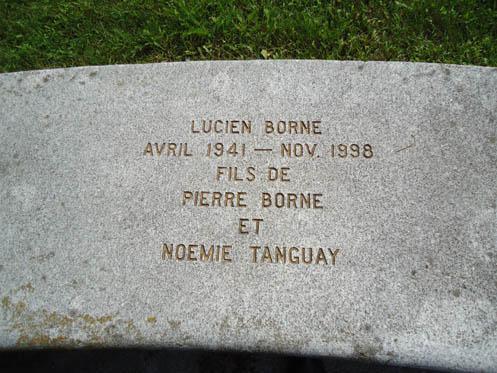 LUCIEN BORNE
AVRIL 1941 — NOV. 1998
FILS DE
PIERRE BORNE
ET
NOEMIE TANGUAY